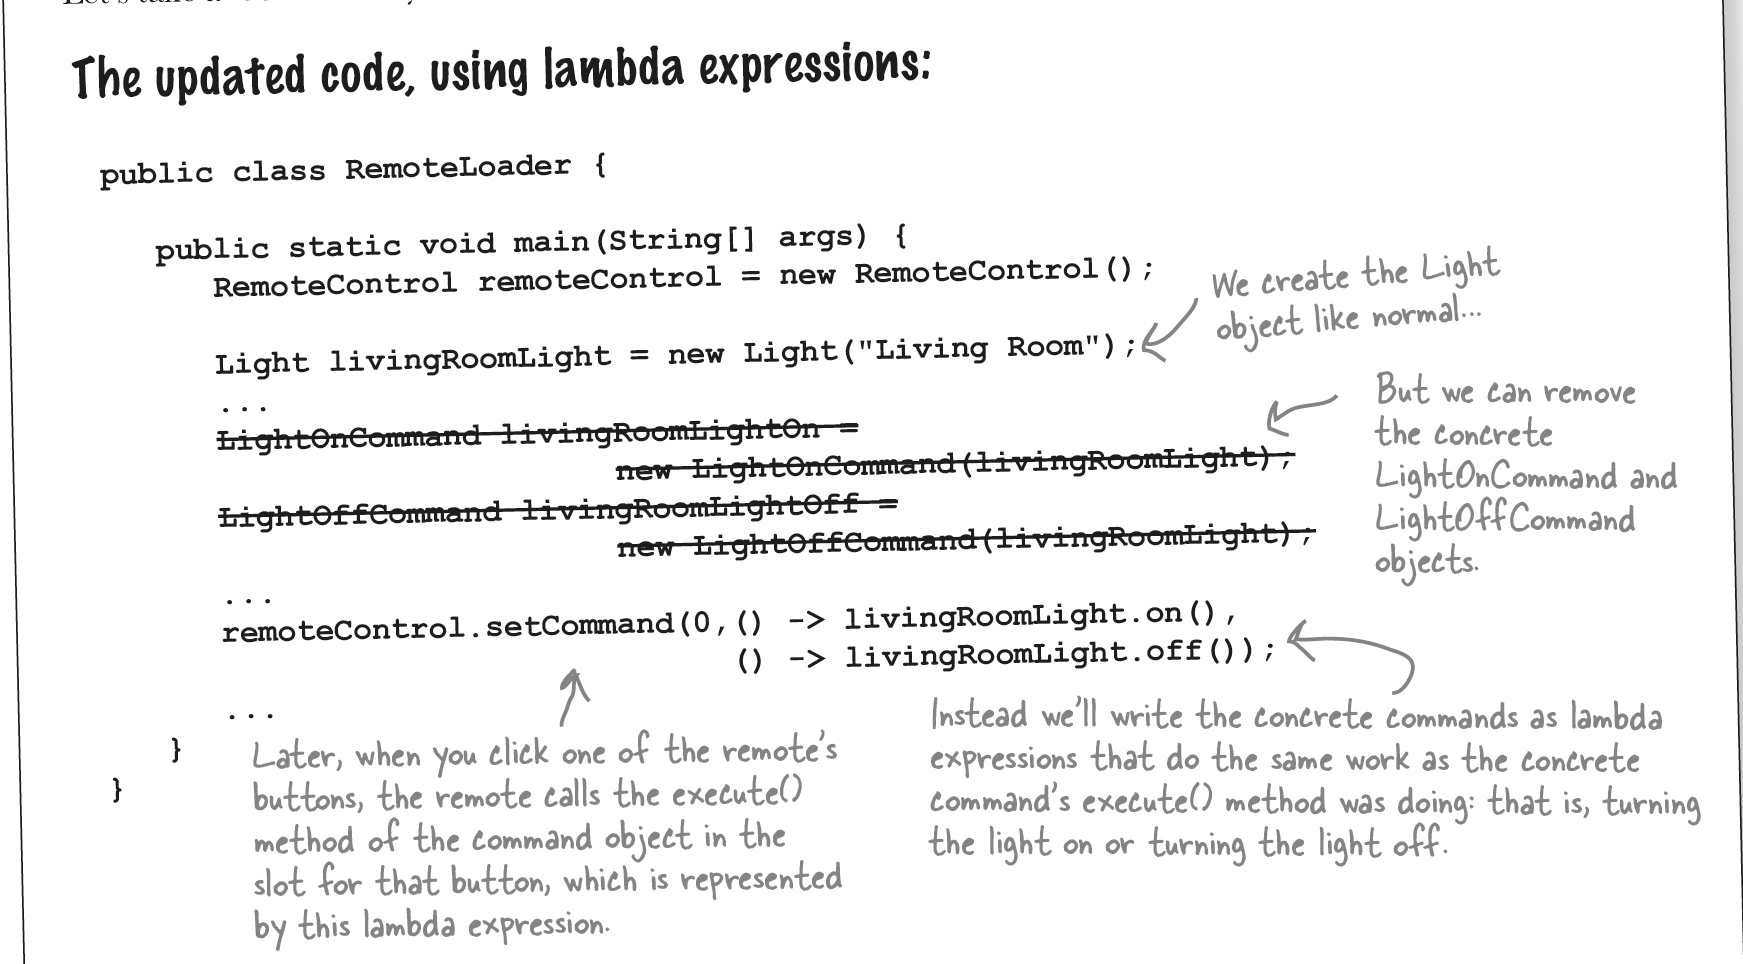 The updated code, using lambda expressions:
public class RemoteLoader {
public static void main(String[] args) {
RemoteControl remoteControl = new RemoteControl();
We create the Light
object like normal...
Light livingRoomLight = new Light("Living Room");
...
LightOnCommand livingRoomLightOn =
new LightOnCommand(livingRoomLight);
LightOffCommand livingRoomLightOff =
new LightOffCommand(livingRoomLight);
But we can remove
the concrete
LightOnCommand and
LightOffCommand
objects.
...
remoteControl.setCommand(0,() -> livingRoomLight.on(),
() -> livingRoomLight.off());
...
}
}
Later, when you click one of the remote's
buttons, the remote calls the execute()
method of the command object in the
slot for that button, which is represented
by this lambda expression.
Instead we'll write the concrete commands as lambda
expressions that do the same work as the concrete
command's execute() method was doing: that is, turning
the light on or turning the light off.